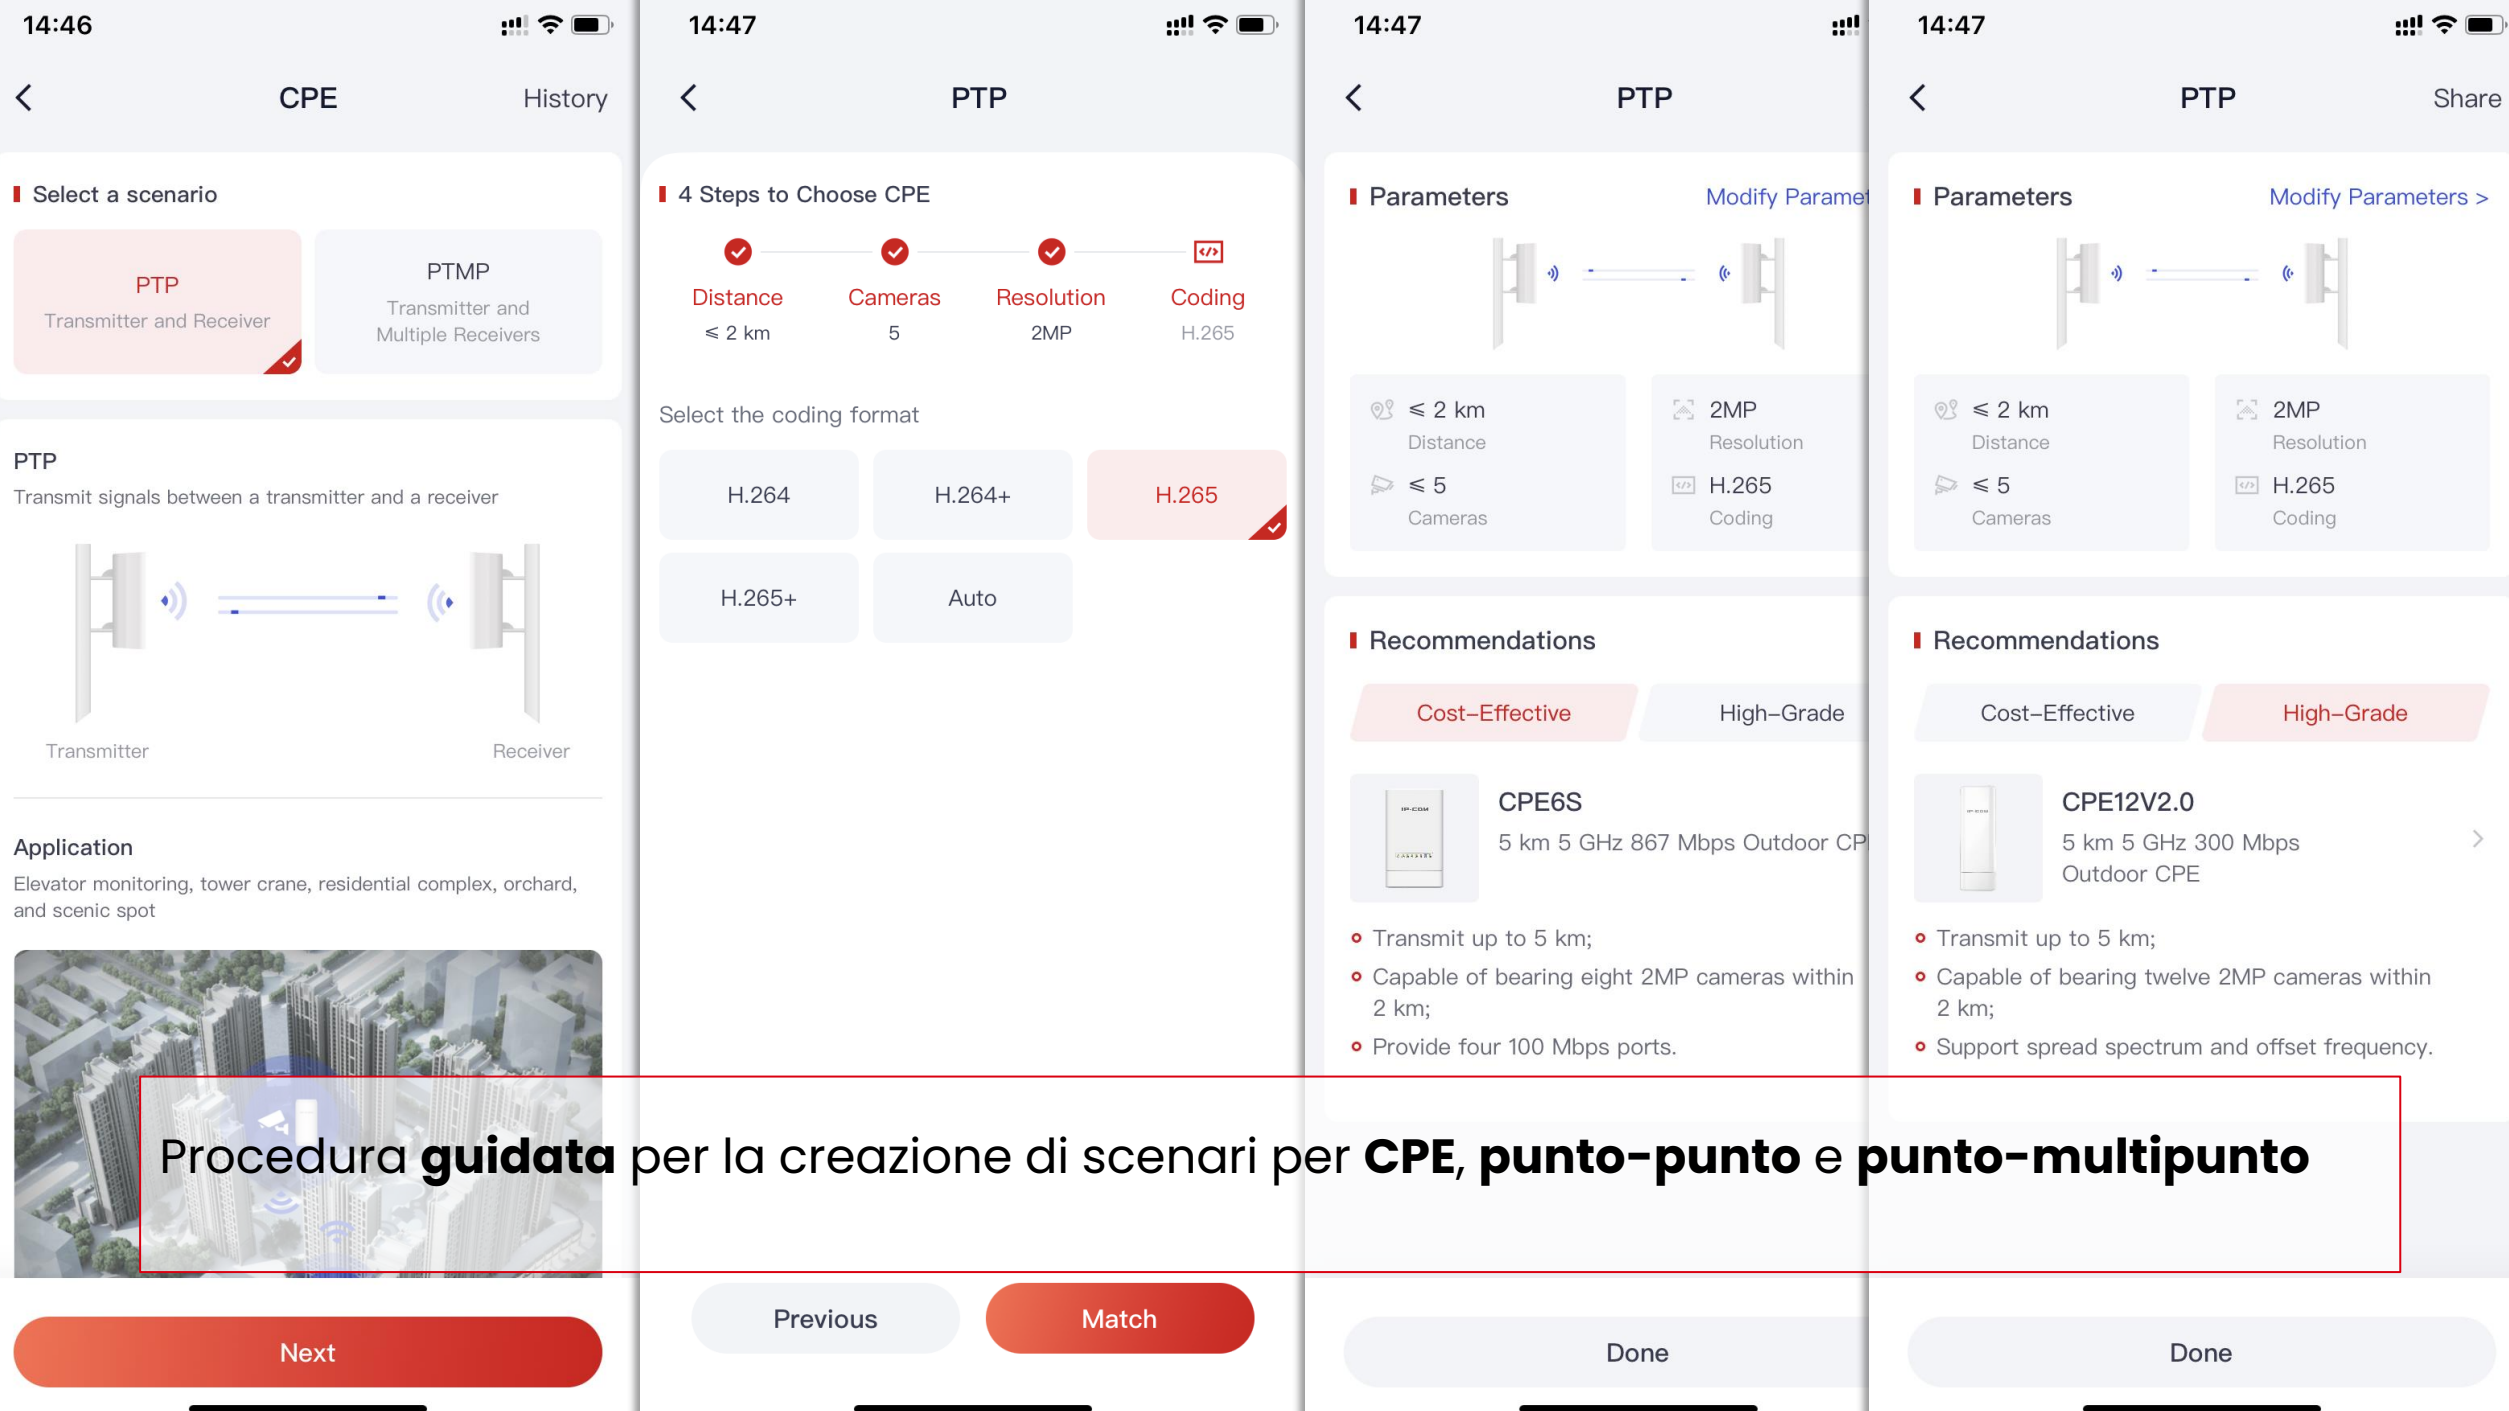 14:46
CPE
History
Select a scenario
PTP
Transmitter and Receiver
PTMP
Transmitter and
Multiple Receivers
PTP
Transmit signals between a transmitter and a receiver
Transmitter
Receiver
Application
Elevator monitoring, tower crane, residential complex, orchard,
and scenic spot
Next
14:47
PTP
4 Steps to Choose CPE
Distance
Cameras
Resolution
Coding
≤ 2 km
5
2MP
H.265
Select the coding format
H.264
H.264+
H.265
H.265+
Auto
Previous
Match
14:47
PTP
Parameters
Modify Paramet
≤ 2 km
Distance
2MP
Resolution
≤ 5
Cameras
H.265
Coding
Recommendations
Cost-Effective
High-Grade
IP-COM
CPE6S
5 km 5 GHz 867 Mbps Outdoor CP
Transmit up to 5 km;
Capable of bearing eight 2MP cameras within
2 km;
Provide four 100 Mbps ports.
Done
14:47
PTP
Share
Parameters
Modify Parameters >
≤ 2 km
Distance
2MP
Resolution
≤ 5
Cameras
H.265
Coding
Recommendations
Cost-Effective
High-Grade
IP-COM
CPE12V2.0
5 km 5 GHz 300 Mbps
Outdoor CPE
Transmit up to 5 km;
Capable of bearing twelve 2MP cameras within
2 km;
Support spread spectrum and offset frequency.
Done
Procedura guidata per la creazione di scenari per CPE, punto-punto e punto-multipunto